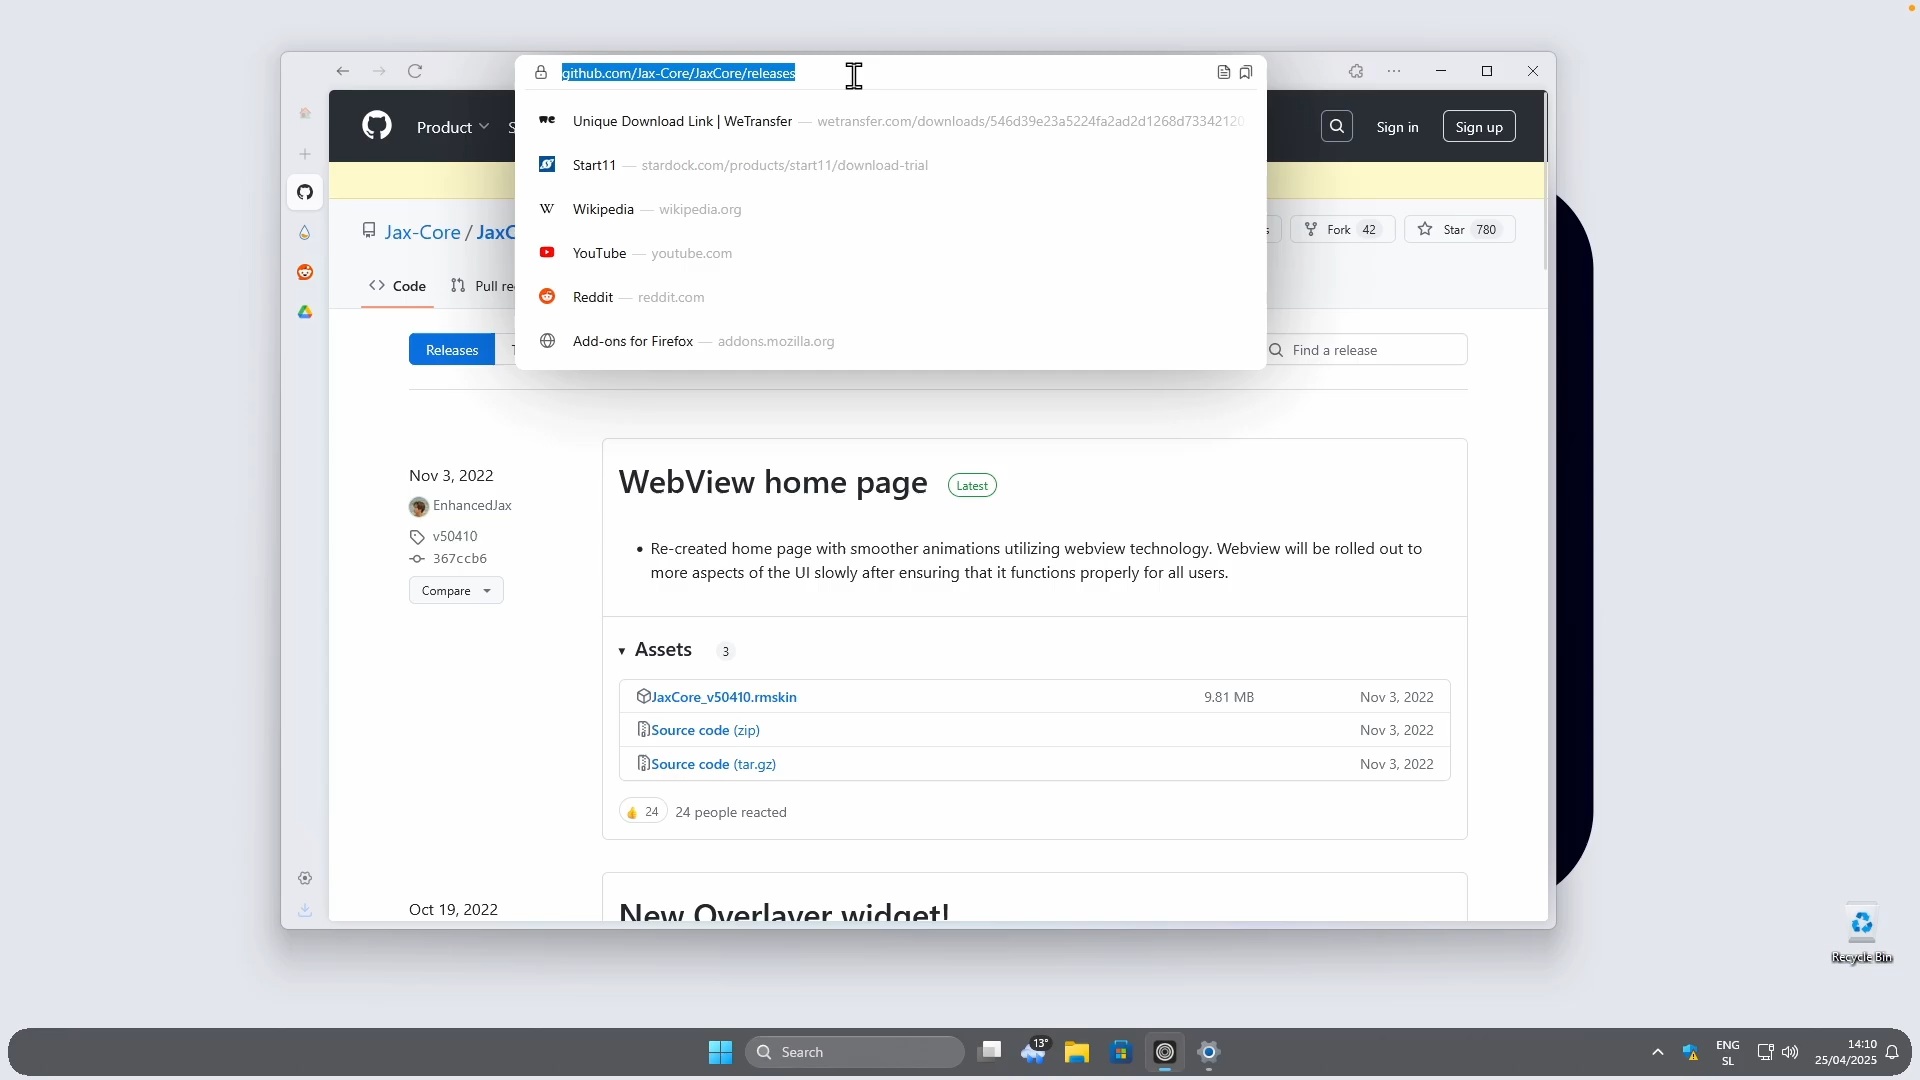 github.com/Jax-Core/JaxCore/releases
Unique Download Link | WeTransfer — wetransfer.com/downloads/546d39e23a5224fa2ad2d1268d73342120
Start11 — stardock.com/products/start11/download-trial
Wikipedia — wikipedia.org
YouTube — youtube.com
Reddit — reddit.com
Add-ons for Firefox — addons.mozilla.org
Product
Sign in
Sign up
Jax-Core / JaxC
Fork 42
Star 780
Code
Pull re
Releases
Find a release
Nov 3, 2022
EnhancedJax
v50410
367ccb6
Compare
WebView home page
Latest
• Re-created home page with smoother animations utilizing webview technology. Webview will be rolled out to
more aspects of the UI slowly after ensuring that it functions properly for all users.
Assets 3
JaxCore_v50410.rmskin 9.81 MB Nov 3, 2022
Source code (zip) Nov 3, 2022
Source code (tar.gz) Nov 3, 2022
24
24 people reacted
Oct 19, 2022
New Overlayer widget!
Recycle Bin
Search
13°
ENG
SL
14:10
25/04/2025